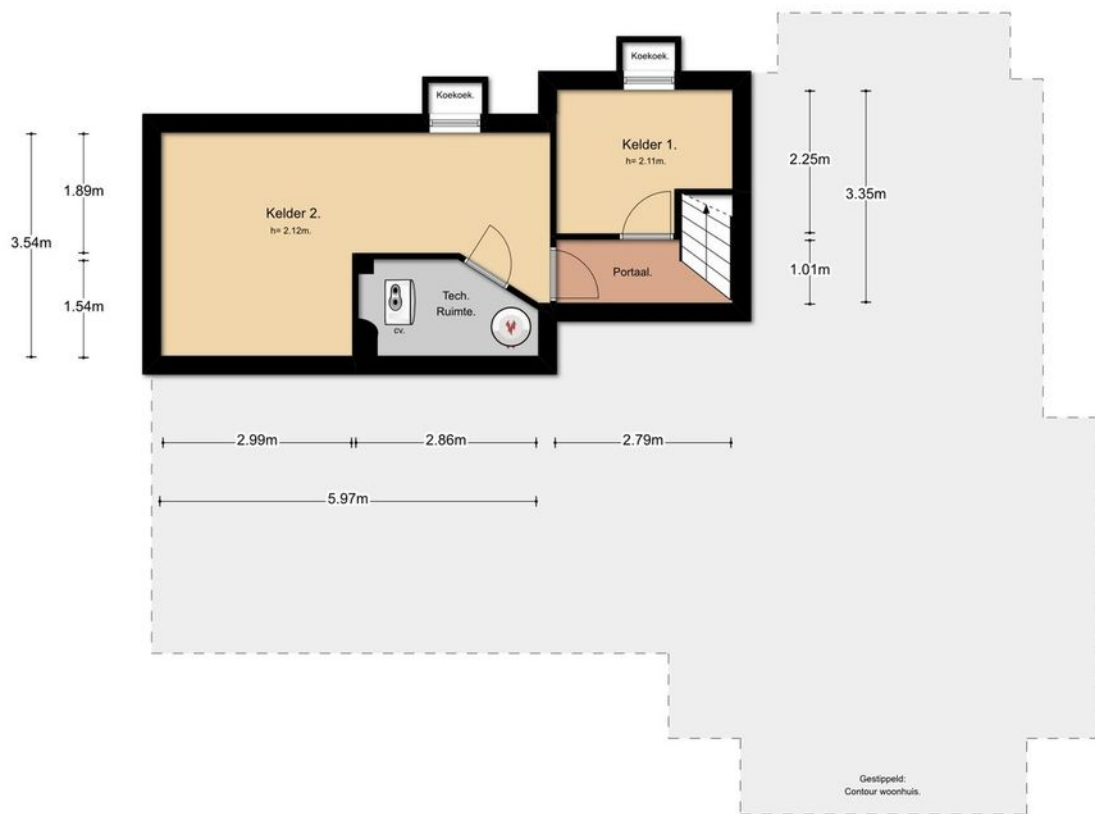 Koekoek.
Koekoek.
Kelder 1.
h= 2.11m.
2.25m
3.35m
1.89m
Kelder 2.
h= 2.12m.
3.54m
1.01m
Portaal.
Tech.
Ruimte.
1.54m
cv.
2.99m
2.86m
2.79m
5.97m
Gestippeld:
Contour woonhuis.